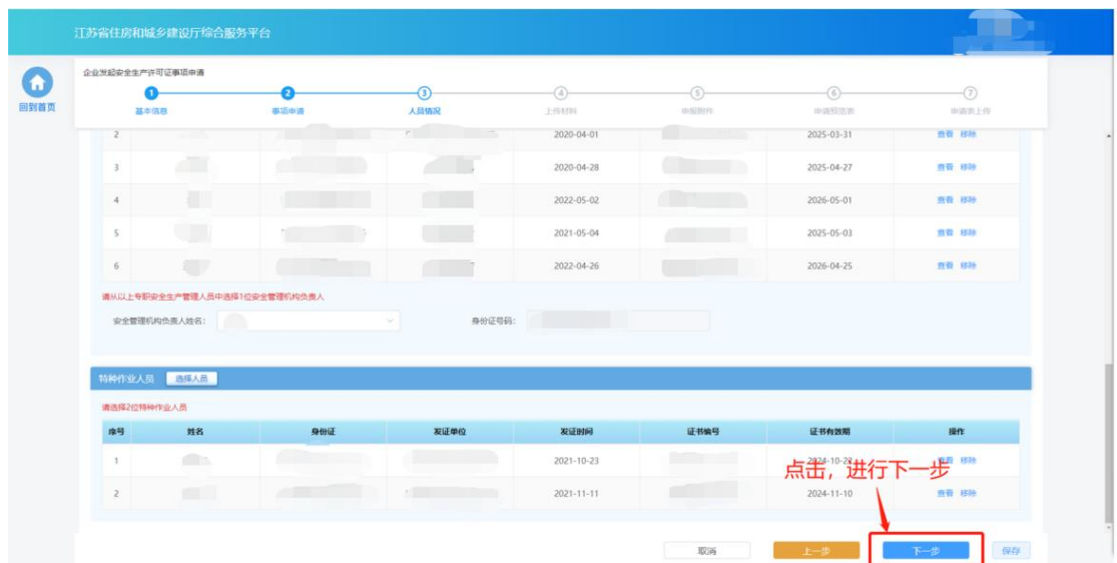 江苏省住房和城乡建设厅综合服务平台
回到首页
企业发起安全生产许可证事项申请
1 2 3 4 5 6 7
基本信息 事项申请 人员情况 上传材料 申报附件 申请预览表 申请表上传
2 2020-04-01 2025-03-31 查看 移除
3 2020-04-28 2025-04-27 查看 移除
4 2022-05-02 2026-05-01 查看 移除
5 2021-05-04 2025-05-03 查看 移除
6 2022-04-26 2026-04-25 查看 移除
请从以上专职安全生产管理人员中选择1位安全管理机构负责人
安全管理机构负责人姓名： 身份证号码：
特种作业人员 选择人员
请选择2位特种作业人员
序号 姓名 身份证 发证单位 发证时间 证书编号 证书有效期 操作
1 2021-10-23 2024-10-22 查看 移除
点击，进行下一步
2 2021-11-11 2024-11-10 查看 移除
取消 上一步 下一步 保存